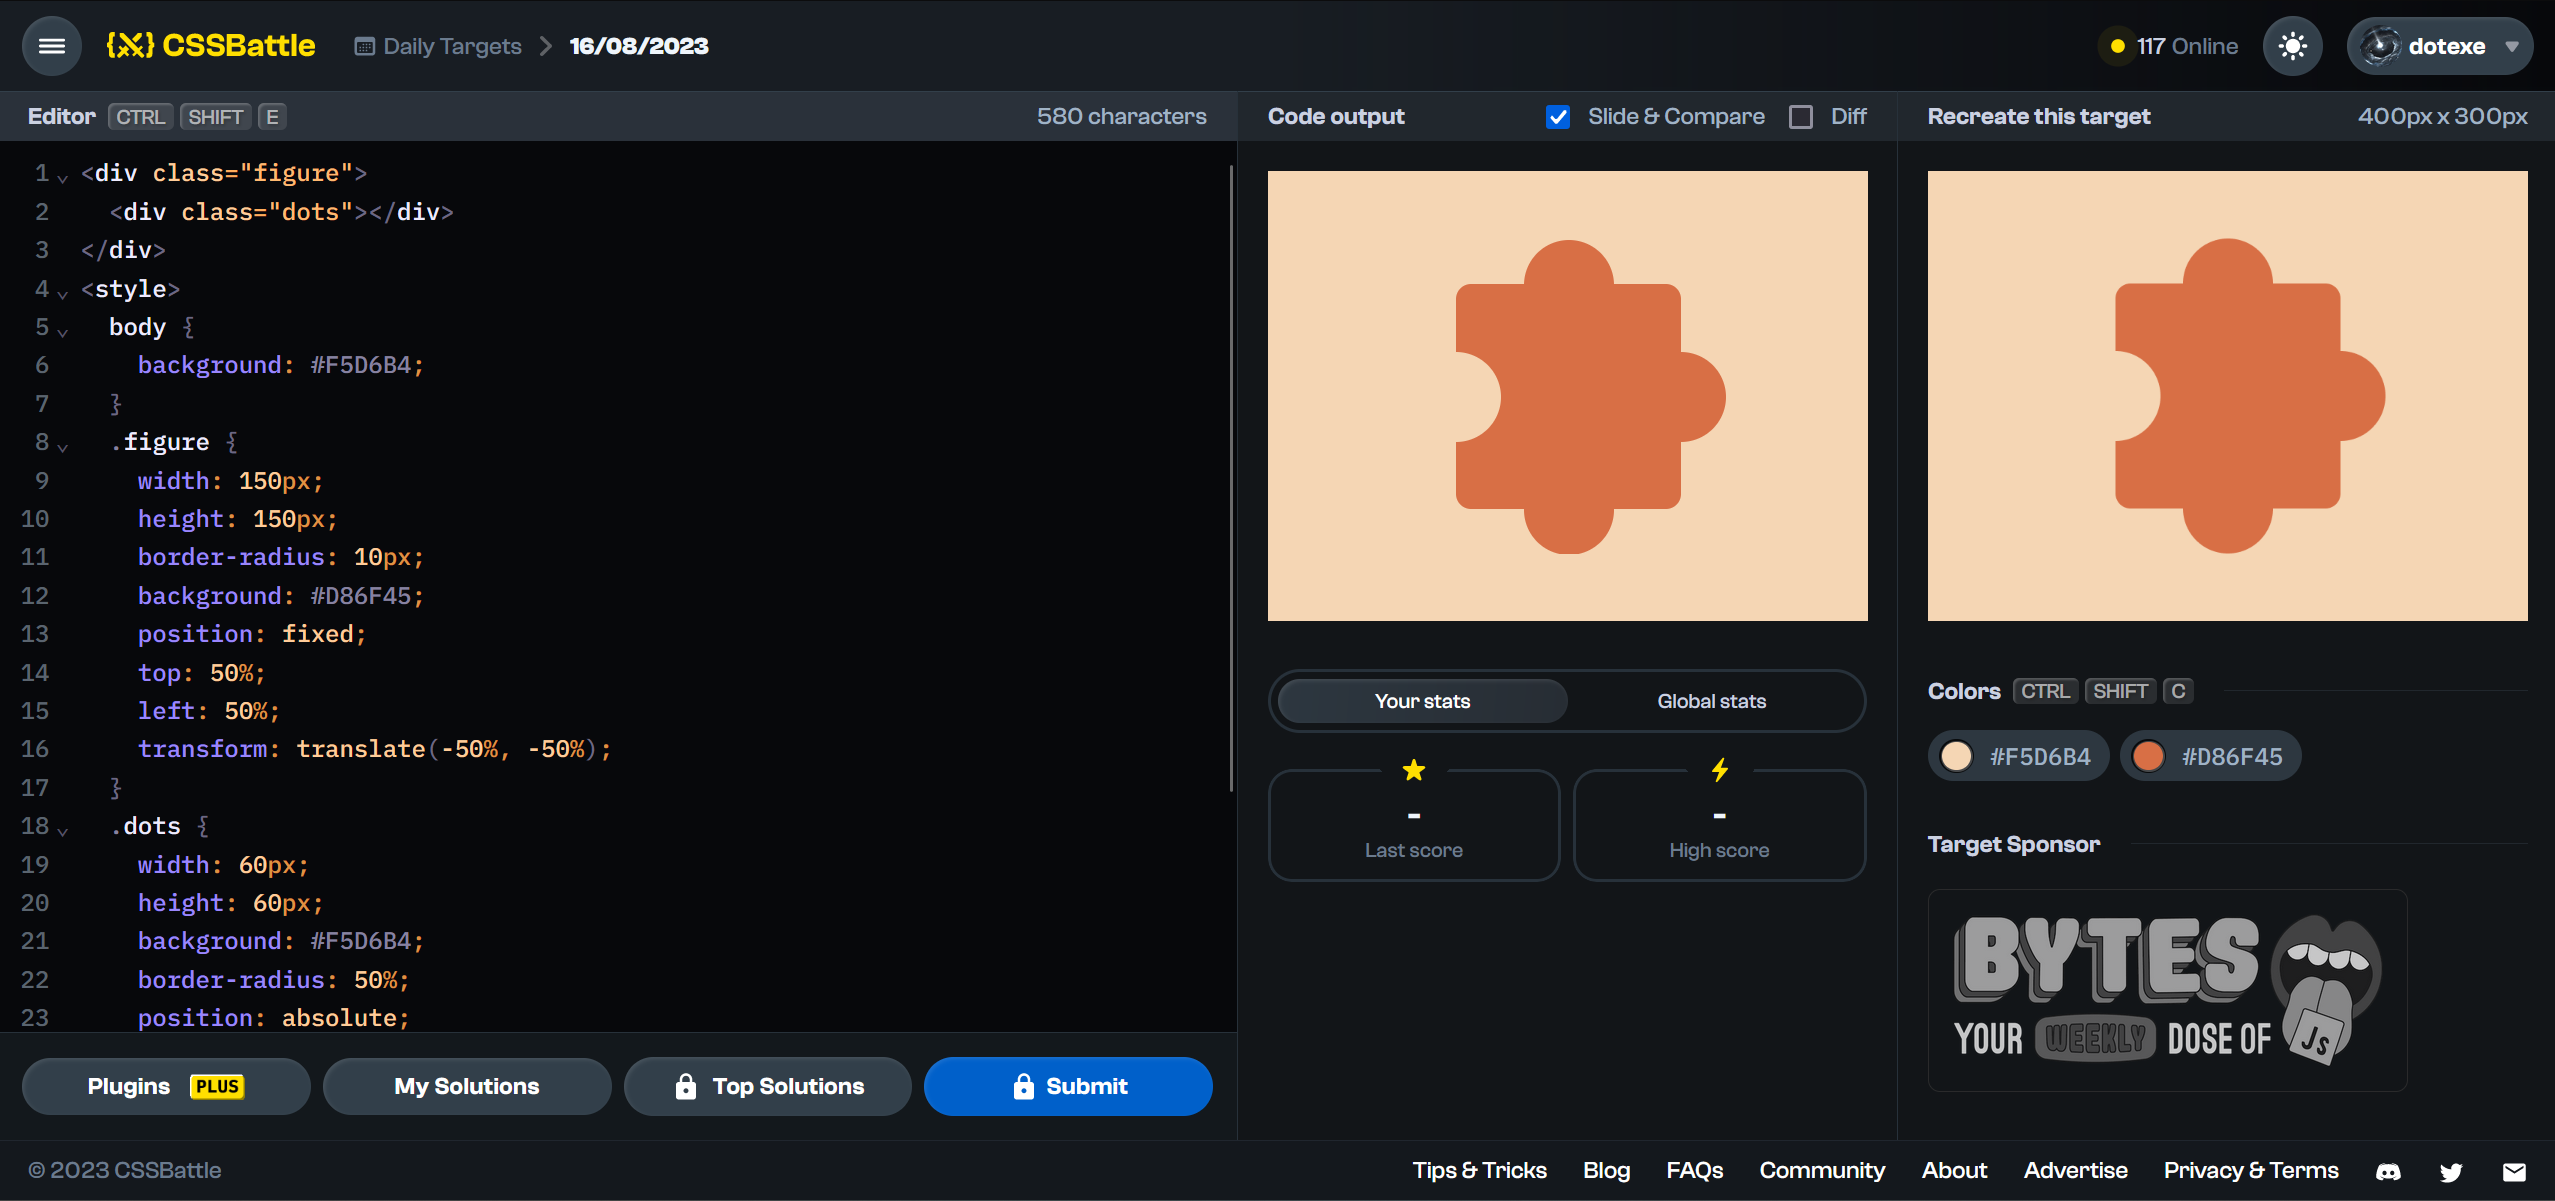 {X} CSSBattle
Daily Targets > 16/08/2023
117 Online
dotexe
Editor CTRL SHIFT E
580 characters
1 <div class="figure">
2 <div class="dots"></div>
3 </div>
4 <style>
5 body {
6 background: #F5D6B4;
7 }
8 .figure {
9 width: 150px;
10 height: 150px;
11 border-radius: 10px;
12 background: #D86F45;
13 position: fixed;
14 top: 50%;
15 left: 50%;
16 transform: translate(-50%, -50%);
17 }
18 .dots {
19 width: 60px;
20 height: 60px;
21 background: #F5D6B4;
22 border-radius: 50%;
23 position: absolute;
Plugins PLUS
My Solutions
Top Solutions
Submit
Code output
Slide & Compare
Diff
Your stats
Global stats
-
Last score
-
High score
Recreate this target
400px x 300px
Colors CTRL SHIFT C
#F5D6B4
#D86F45
Target Sponsor
BYTES
YOUR WEEKLY DOSE OF JS
© 2023 CSSBattle
Tips & Tricks
Blog
FAQs
Community
About
Advertise
Privacy & Terms